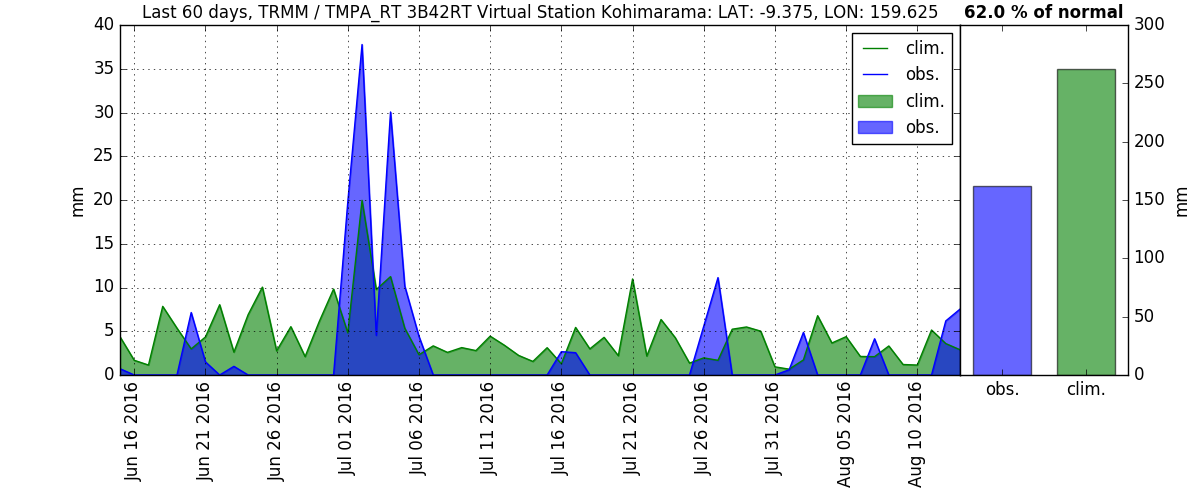 Last 60 days, TRMM / TMPA_RT 3B42RT Virtual Station Kohimarama: LAT: -9.375, LON: 159.625
62.0 % of normal
40
35
30
25
20
15
10
5
0
mm
clim.
obs.
clim.
obs.
300
250
200
150
100
50
0
mm
Jun 16 2016
Jun 21 2016
Jun 26 2016
Jul 01 2016
Jul 06 2016
Jul 11 2016
Jul 16 2016
Jul 21 2016
Jul 26 2016
Jul 31 2016
Aug 05 2016
Aug 10 2016
obs.
clim.